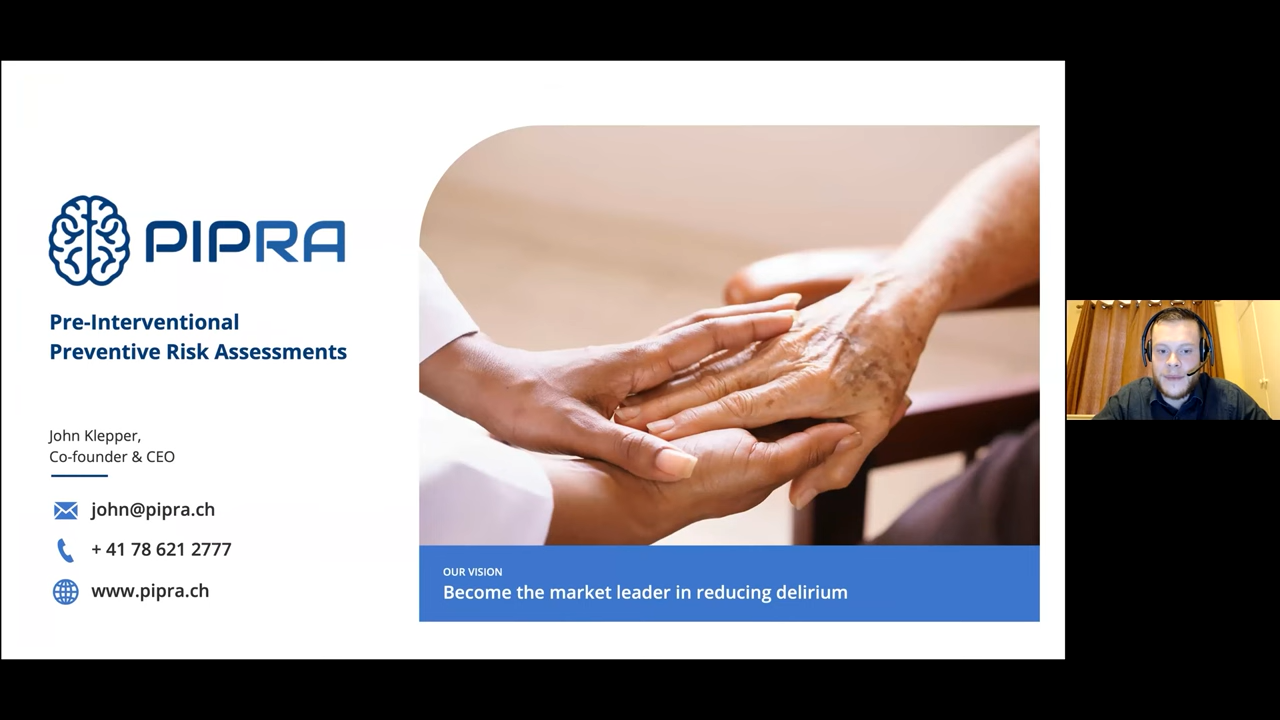 PIPRA
Pre-Interventional
Preventive Risk Assessments
John Klepper,
Co-founder & CEO
john@pipra.ch
+ 41 78 621 2777
www.pipra.ch
OUR VISION
Become the market leader in reducing delirium